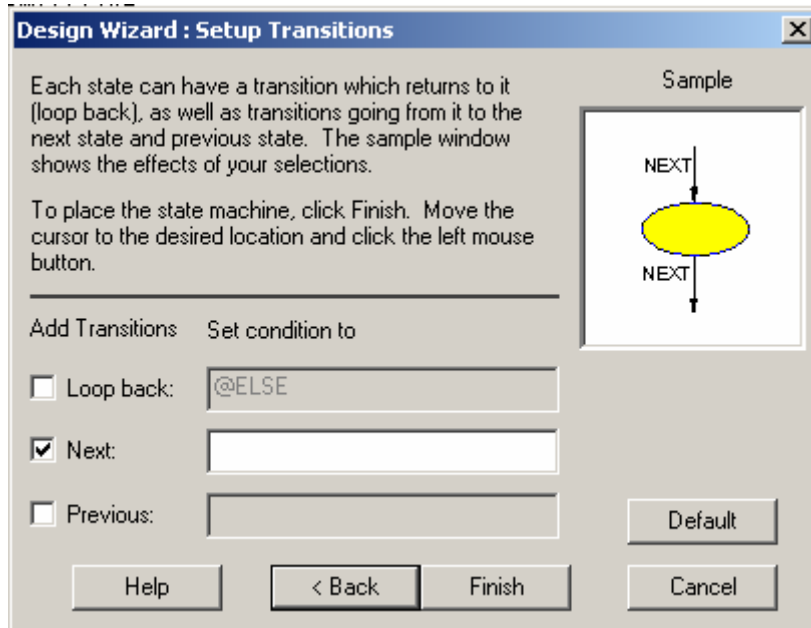 Design Wizard : Setup Transitions
Each state can have a transition which returns to it
(loop back), as well as transitions going from it to the
next state and previous state.  The sample window
shows the effects of your selections.
To place the state machine, click Finish.  Move the
cursor to the desired location and click the left mouse
button.
Sample
NEXT
NEXT
Add Transitions Set condition to
Loop back: @ELSE
Next:
Previous:
Default
Help < Back Finish Cancel